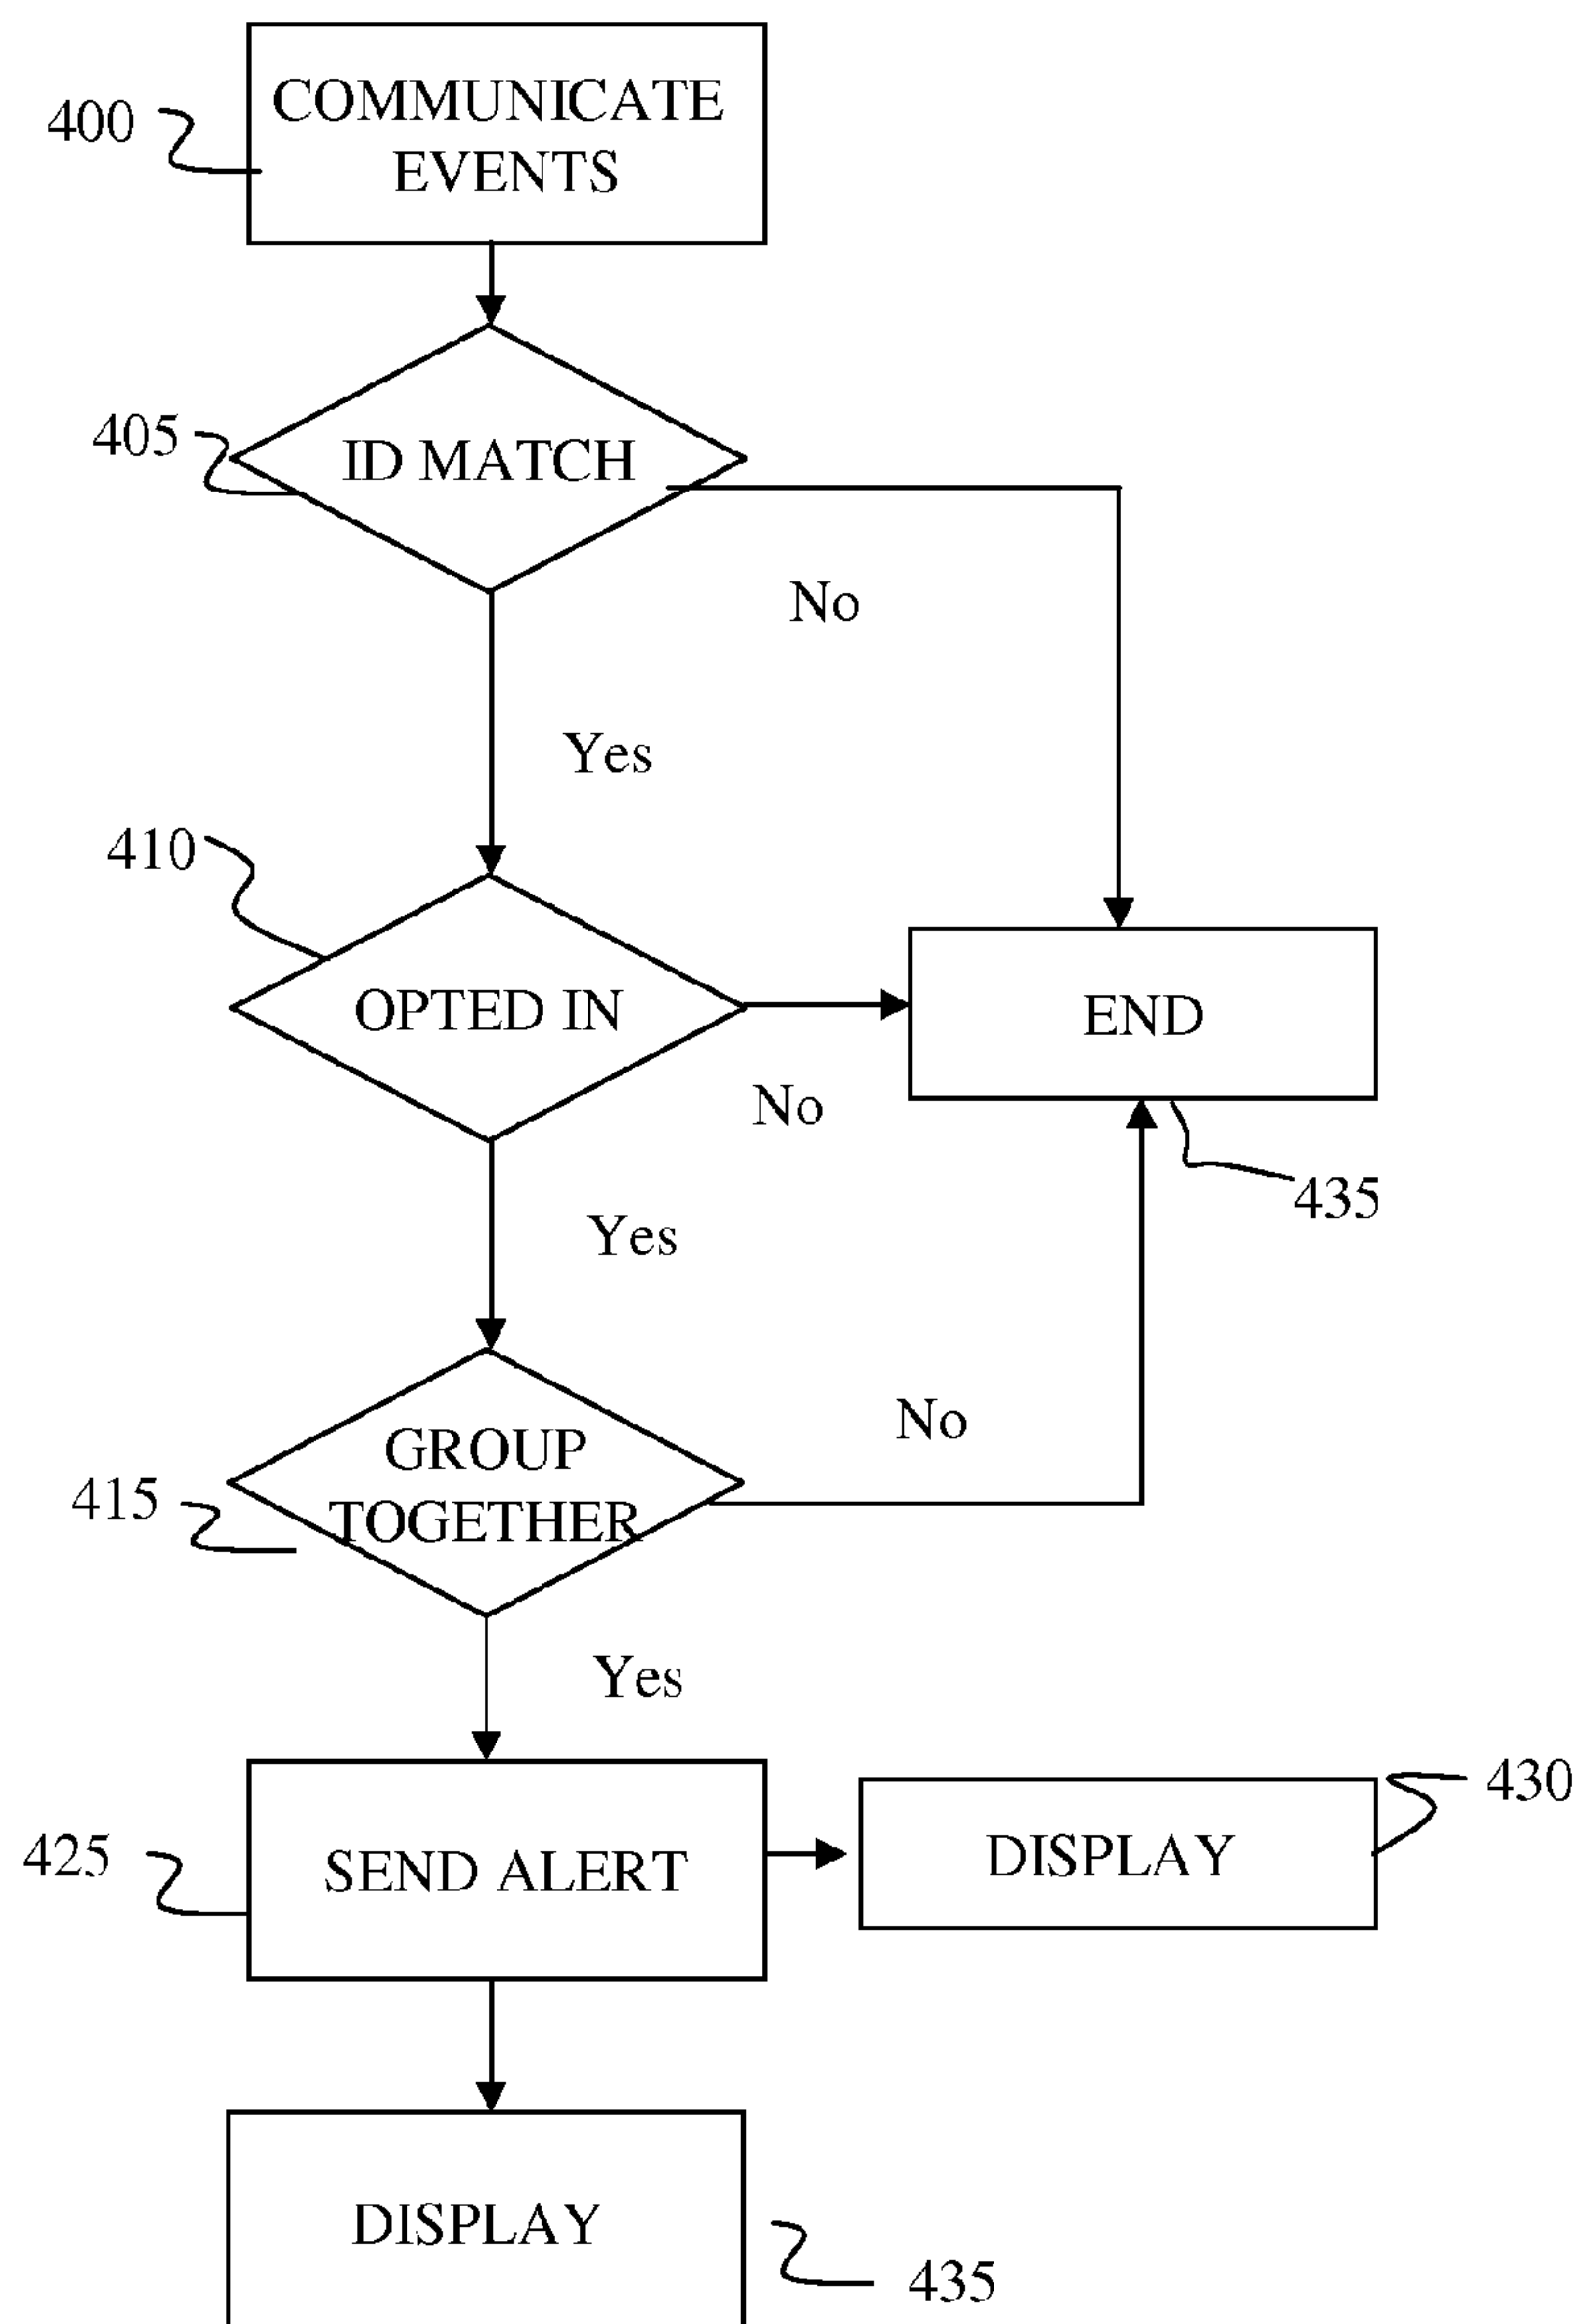 COMMUNICATE
EVENTS
400
405
ID MATCH
No
Yes
410
OPTED IN
END
No
435
Yes
GROUP
TOGETHER
No
415
Yes
430
425
SEND ALERT
DISPLAY
DISPLAY
435